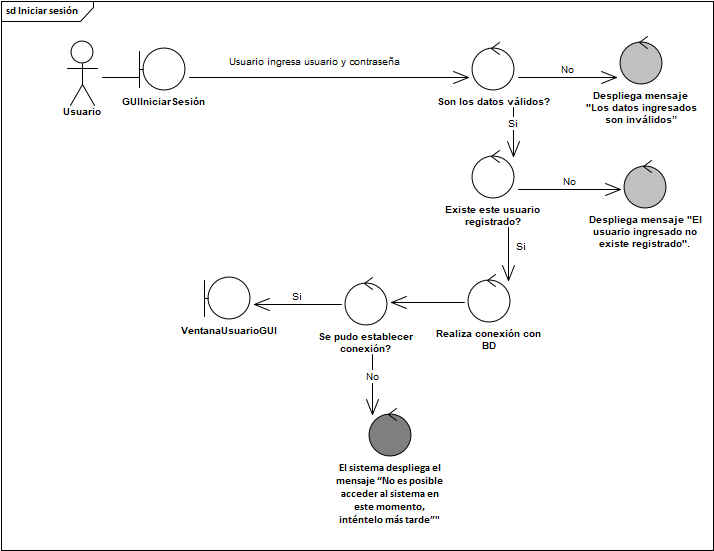 sd Iniciar sesión
Usuario ingresa usuario y contraseña
No
Usuario
GUIIniciarSesión
Son los datos válidos?
Despliega mensaje
"Los datos ingresados
son inválidos”
Si
No
Existe este usuario
registrado?
Despliega mensaje "El
usuario ingresado no
existe registrado".
Si
Si
VentanaUsuarioGUI
Se pudo establecer
conexión?
Realiza conexión con
BD
No
El sistema despliega el
mensaje “No es posible
acceder al sistema en
este momento,
inténtelo más tarde”"